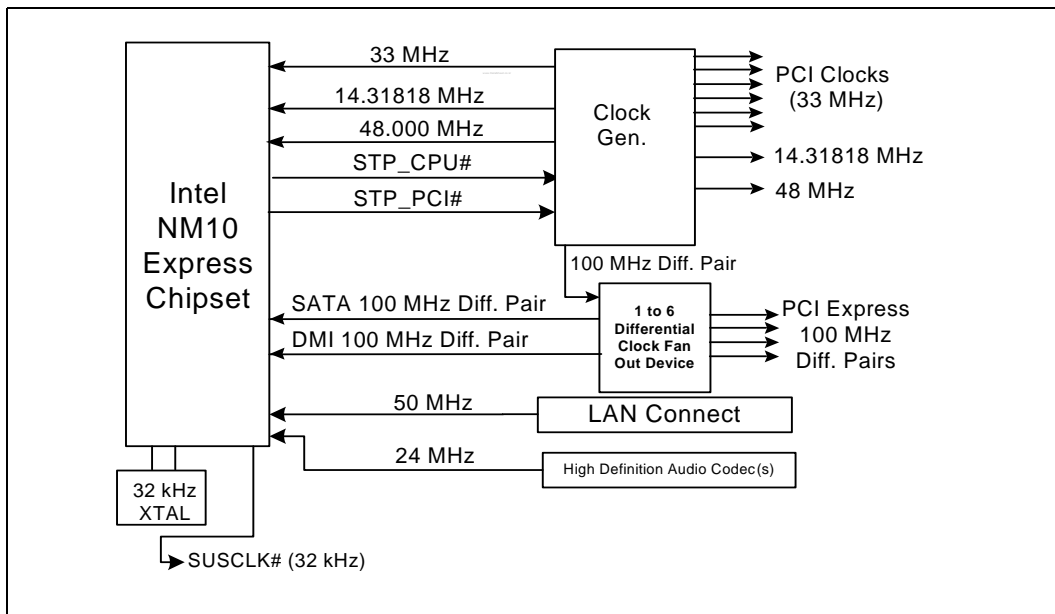 33 MHz
14.31818 MHz
48.000 MHz
STP_CPU#
STP_PCI#
Intel
NM10
Express
Chipset
Clock
Gen.
PCI Clocks
(33 MHz)
14.31818 MHz
48 MHz
100 MHz Diff. Pair
SATA 100 MHz Diff. Pair
DMI 100 MHz Diff. Pair
1 to 6
Differential
Clock Fan
Out Device
PCI Express
100 MHz
Diff. Pairs
50 MHz
LAN Connect
24 MHz
High Definition Audio Codec(s)
32 kHz
XTAL
SUSCLK# (32 kHz)